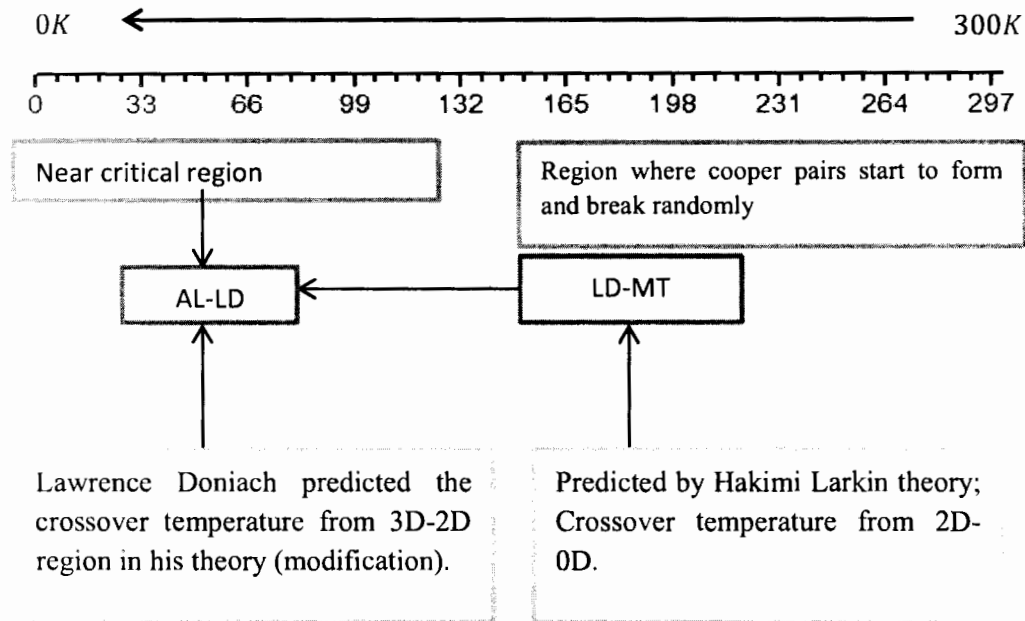 0K 300K
0 33 66 99 132 165 198 231 264 297
Near critical region
Region where cooper pairs start to form
and break randomly
AL-LD
LD-MT
Lawrence Doniach predicted the
crossover temperature from 3D-2D
region in his theory (modification).
Predicted by Hakimi Larkin theory;
Crossover temperature from 2D-
0D.